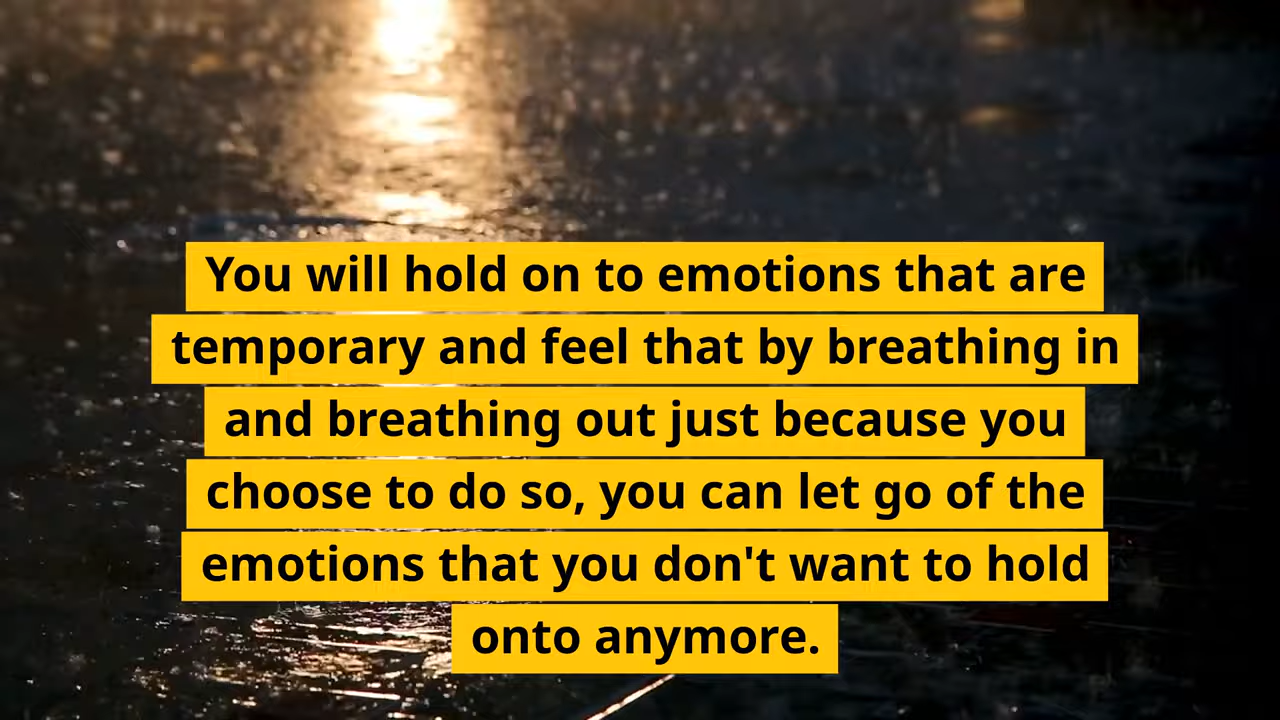 You will hold on to emotions that are
temporary and feel that by breathing in
and breathing out just because you
choose to do so, you can let go of the
emotions that you don't want to hold
onto anymore.